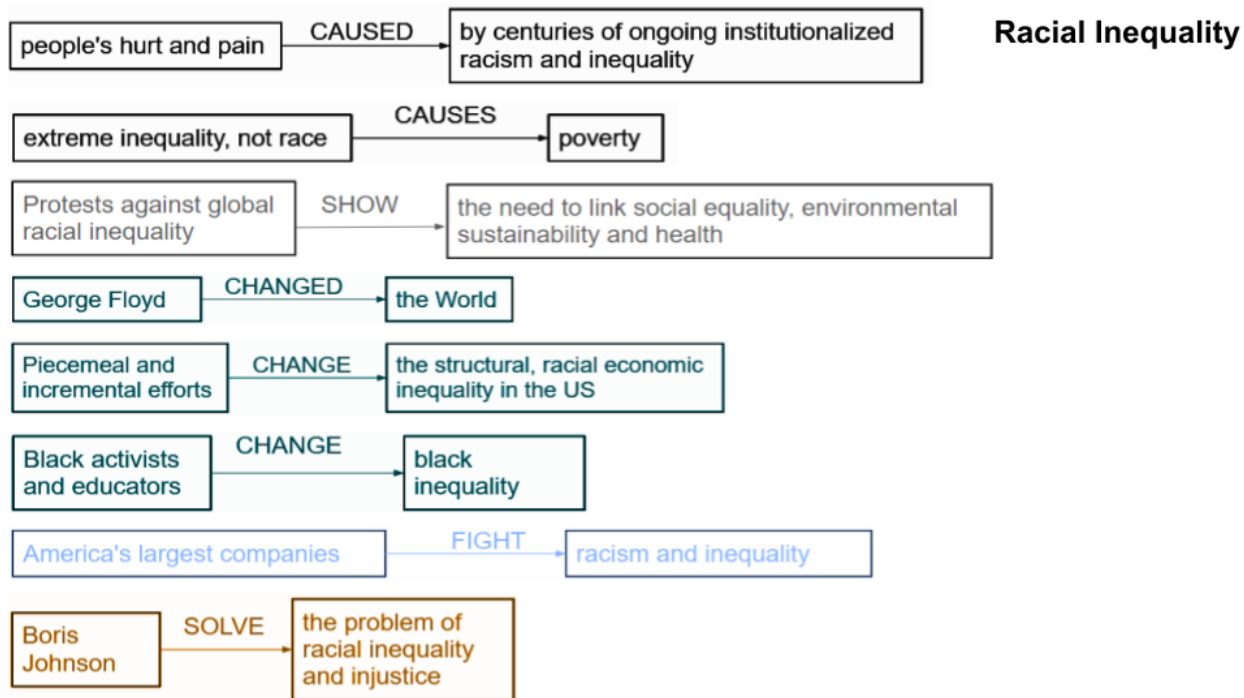 Racial Inequality
people's hurt and pain
CAUSED
by centuries of ongoing institutionalized
racism and inequality
extreme inequality, not race
CAUSES
poverty
Protests against global
racial inequality
SHOW
the need to link social equality, environmental
sustainability and health
George Floyd
CHANGED
the World
Piecemeal and
incremental efforts
CHANGE
the structural, racial economic
inequality in the US
Black activists
and educators
CHANGE
black
inequality
America's largest companies
FIGHT
racism and inequality
Boris
Johnson
SOLVE
the problem of
racial inequality
and injustice